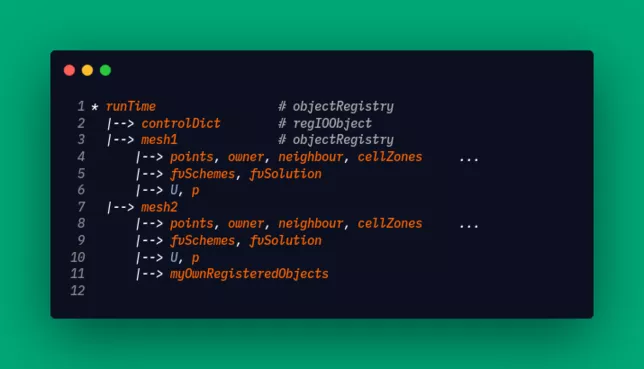 1 * runTime # objectRegistry
2 |--> controlDict # regIOObject
3 |--> mesh1 # objectRegistry
4 |--> points, owner, neighbour, cellZones ...
5 |--> fvSchemes, fvSolution
6 |--> U, p
7 |--> mesh2
8 |--> points, owner, neighbour, cellZones ...
9 |--> fvSchemes, fvSolution
10 |--> U, p
11 |--> myOwnRegisteredObjects
12